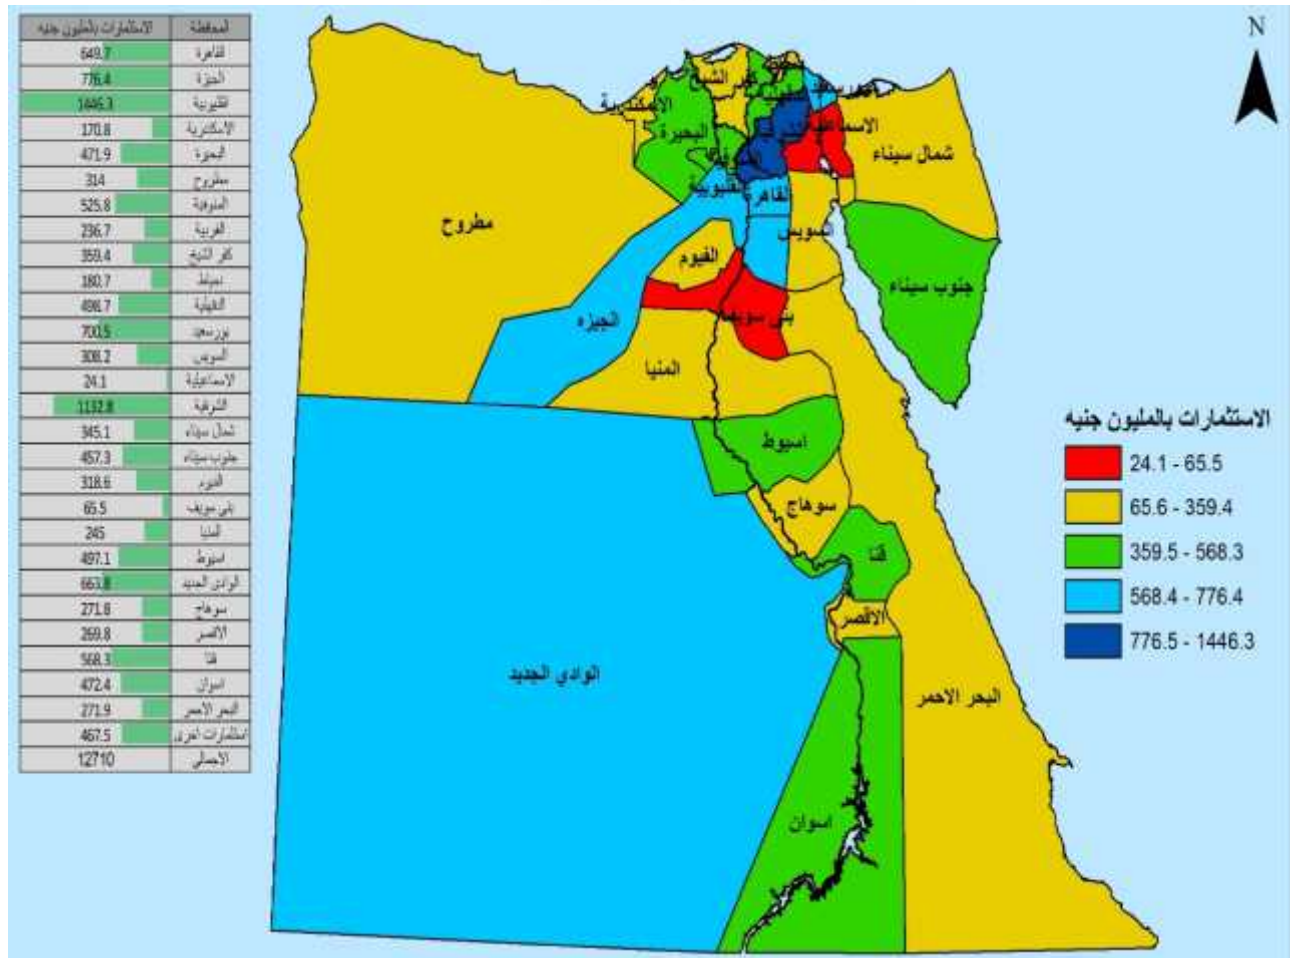 المحافظة الاستثمارات بالمليون جنيه
القاهرة 649.7
الجيزة 776.4
القليوبية 1446.3
الاسكندرية 170.8
البحيرة 471.9
مطروح 314
المنوفية 525.8
الغربية 236.7
كفر الشيخ 359.4
دمياط 180.7
الدقهلية 498.7
بورسعيد 700.5
السويس 308.2
الاسماعيلية 24.1
الشرقية 1132.8
شمال سيناء 345.1
جنوب سيناء 457.3
الفيوم 318.6
بنى سويف 65.5
المنيا 245
اسيوط 497.1
الوادى الجديد 663.8
سوهاج 271.8
الاقصر 269.8
قنا 568.3
اسوان 472.4
البحر الاحمر 271.9
استثمارات اخرى 467.5
الاجمالى 12710
N
كفر الشيخ
الاسكندرية
البحيرة
شمال سيناء
القليوبية
القاهرة
مطروح
السويس
الفيوم
جنوب سيناء
الجيزه
بنى سويف
المنيا
اسيوط
سوهاج
قنا
الاقصر
الوادي الجديد
البحر الاحمر
اسوان
الاستثمارات بالمليون جنيه
24.1 - 65.5
65.6 - 359.4
359.5 - 568.3
568.4 - 776.4
776.5 - 1446.3